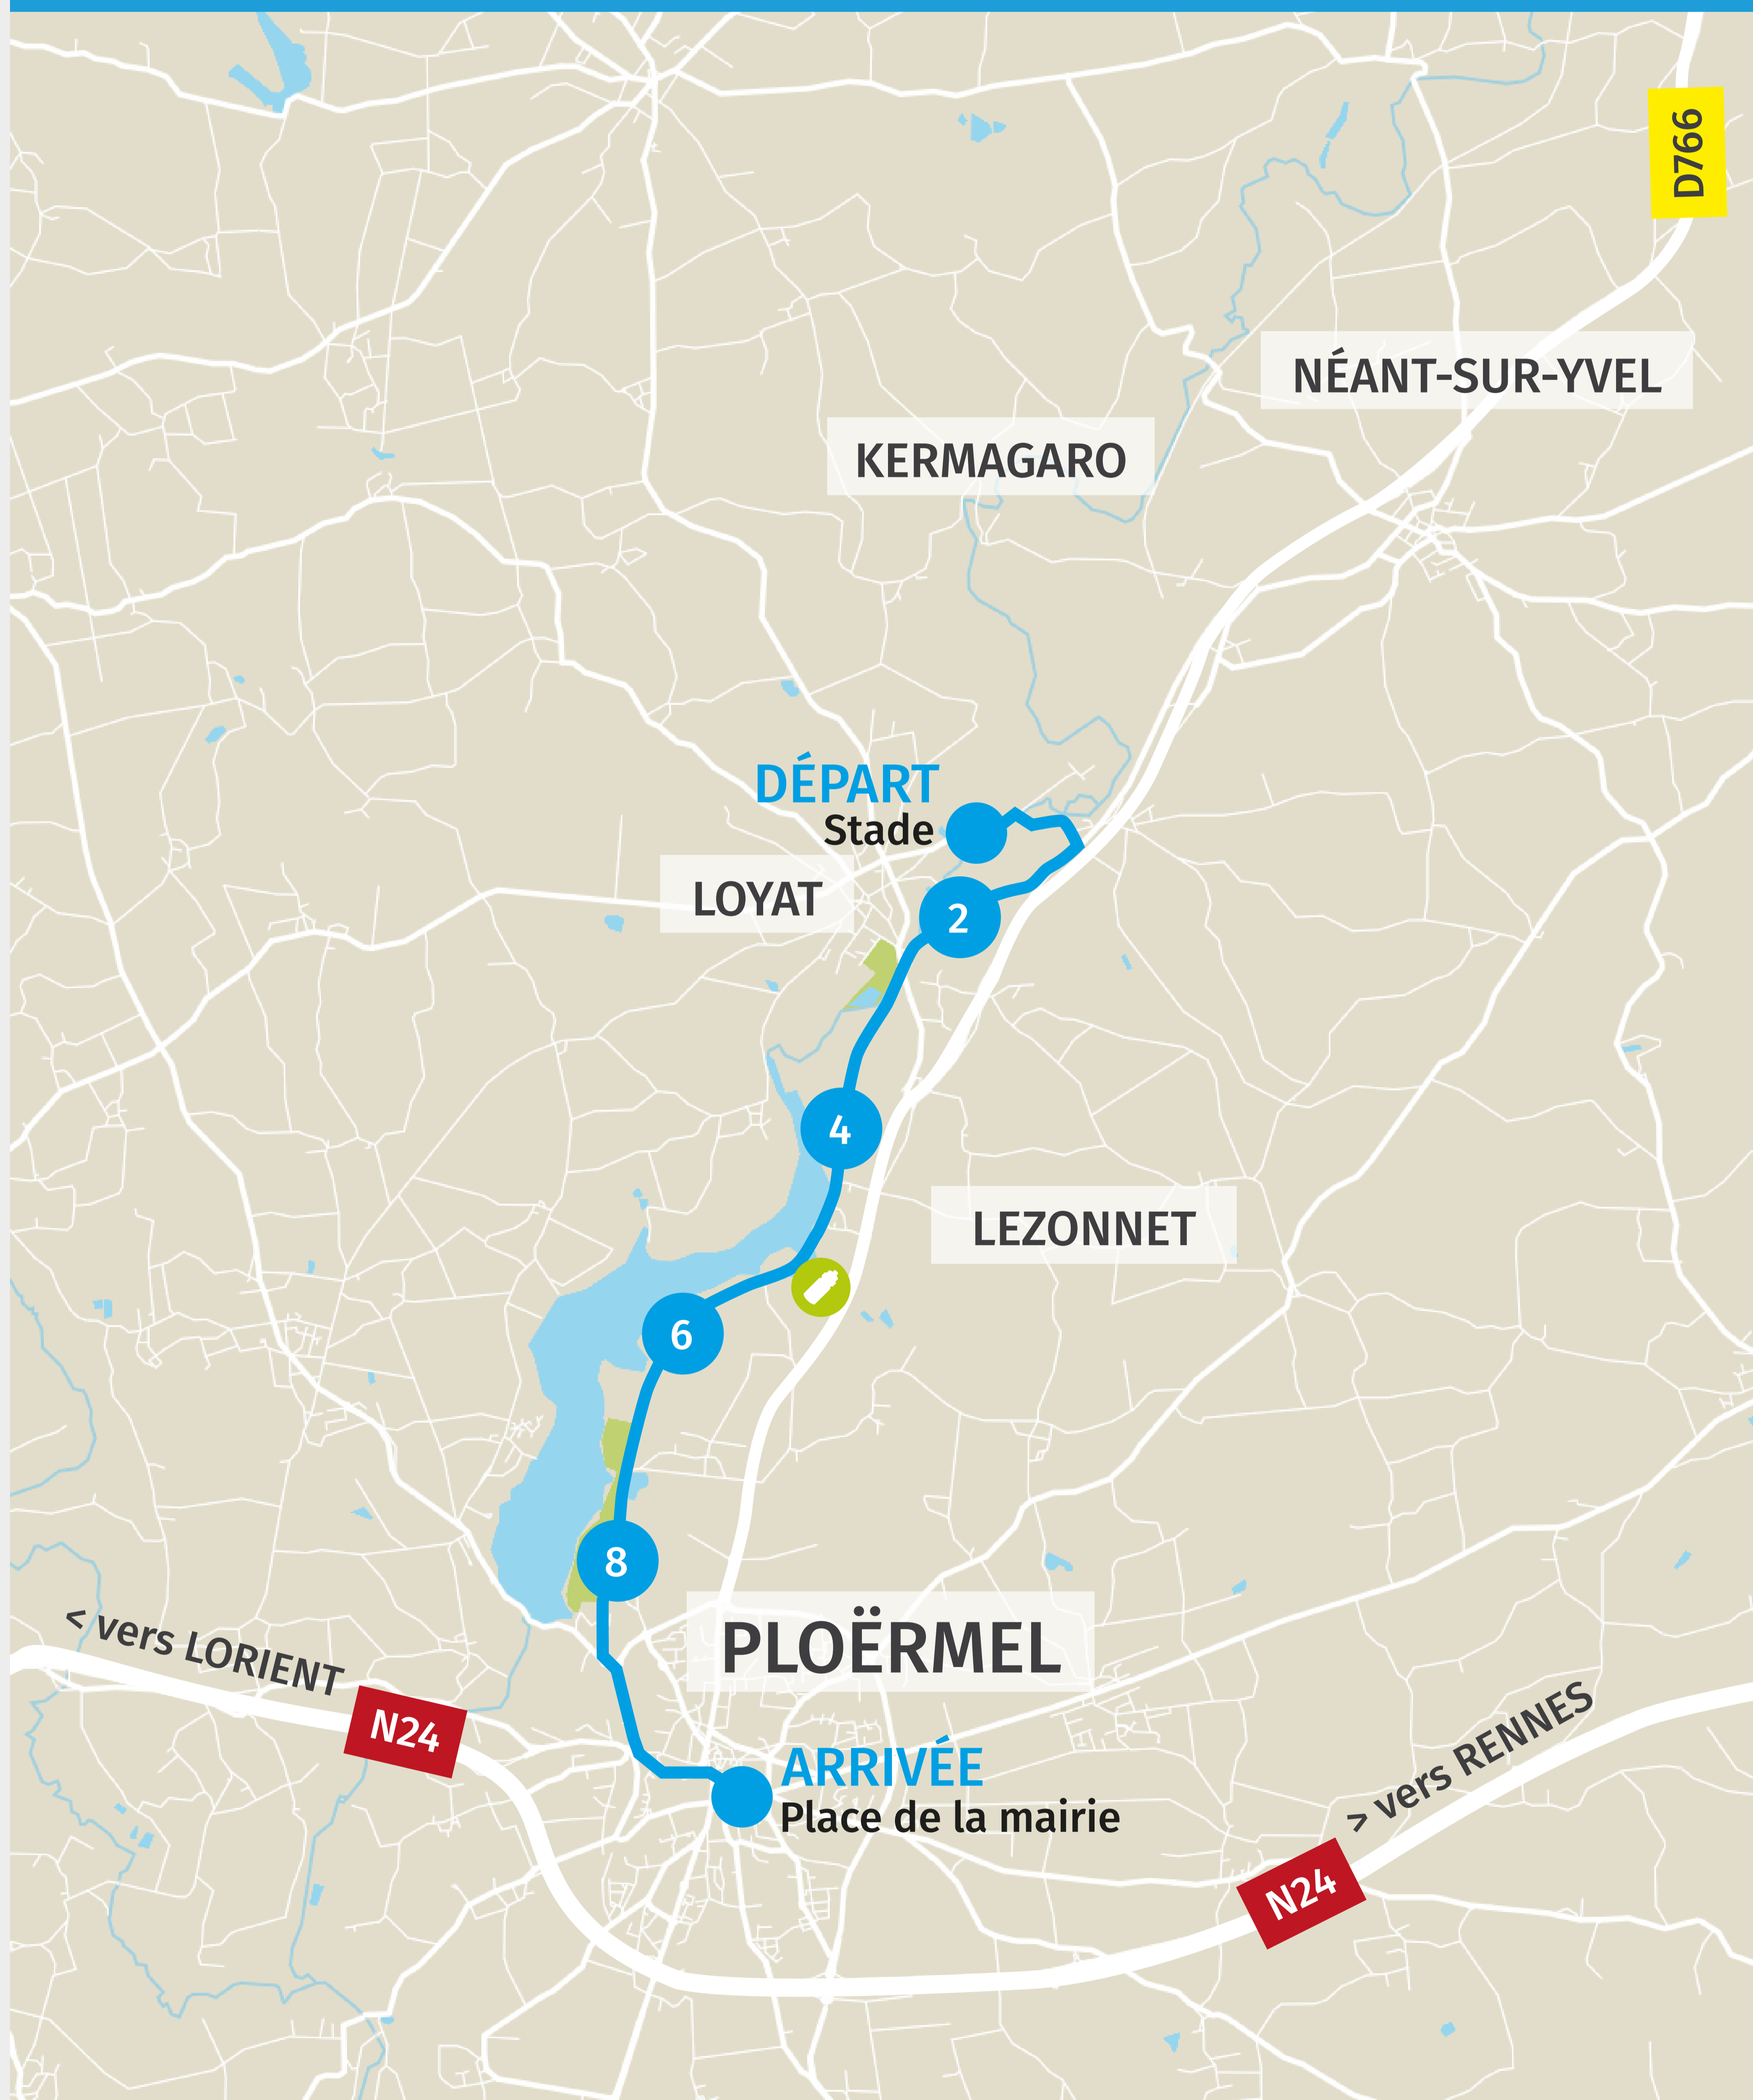 D766
NÉANT-SUR-YVEL
KERMAGARO
DÉPART
Stade
LOYAT
2
4
LEZONNET
6
8
PLOËRMEL
< vers LORIENT
N24
ARRIVÉE
Place de la mairie
> vers RENNES
N24